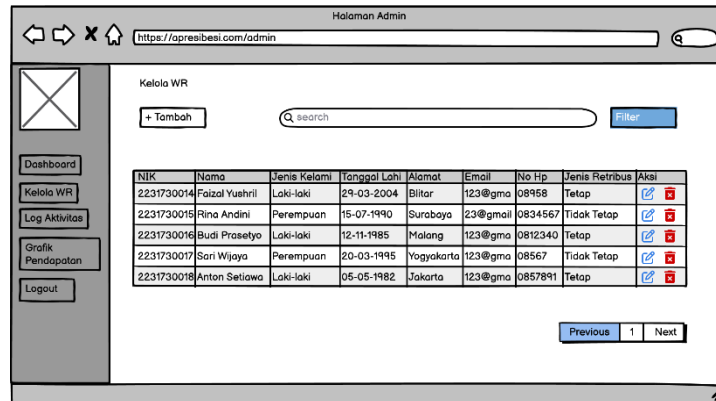 Halaman Admin
https://apresibesi.com/admin
Kelola WR
+ Tambah
search
Filter
Dashboard
Kelola WR
Log Aktivitas
Grafik
Pendapatan
Logout
NIK Nama Jenis Kelami Tanggal Lahi Alamat Email No Hp Jenis Retribus Aksi
2231730014 Faizal Yushril Laki-laki 29-03-2004 Blitar 123@gma 08958 Tetap
2231730015 Rina Andini Perempuan 15-07-1990 Surabaya 23@gmail 0834567 Tidak Tetap
2231730016 Budi Prasetyo Laki-laki 12-11-1985 Malang 123@gma 0812340 Tetap
2231730017 Sari Wijaya Perempuan 20-03-1995 Yogyakarta 123@gma 08567 Tidak Tetap
2231730018 Anton Setiawa Laki-laki 05-05-1982 Jakarta 123@gma 0857891 Tetap
Previous 1 Next